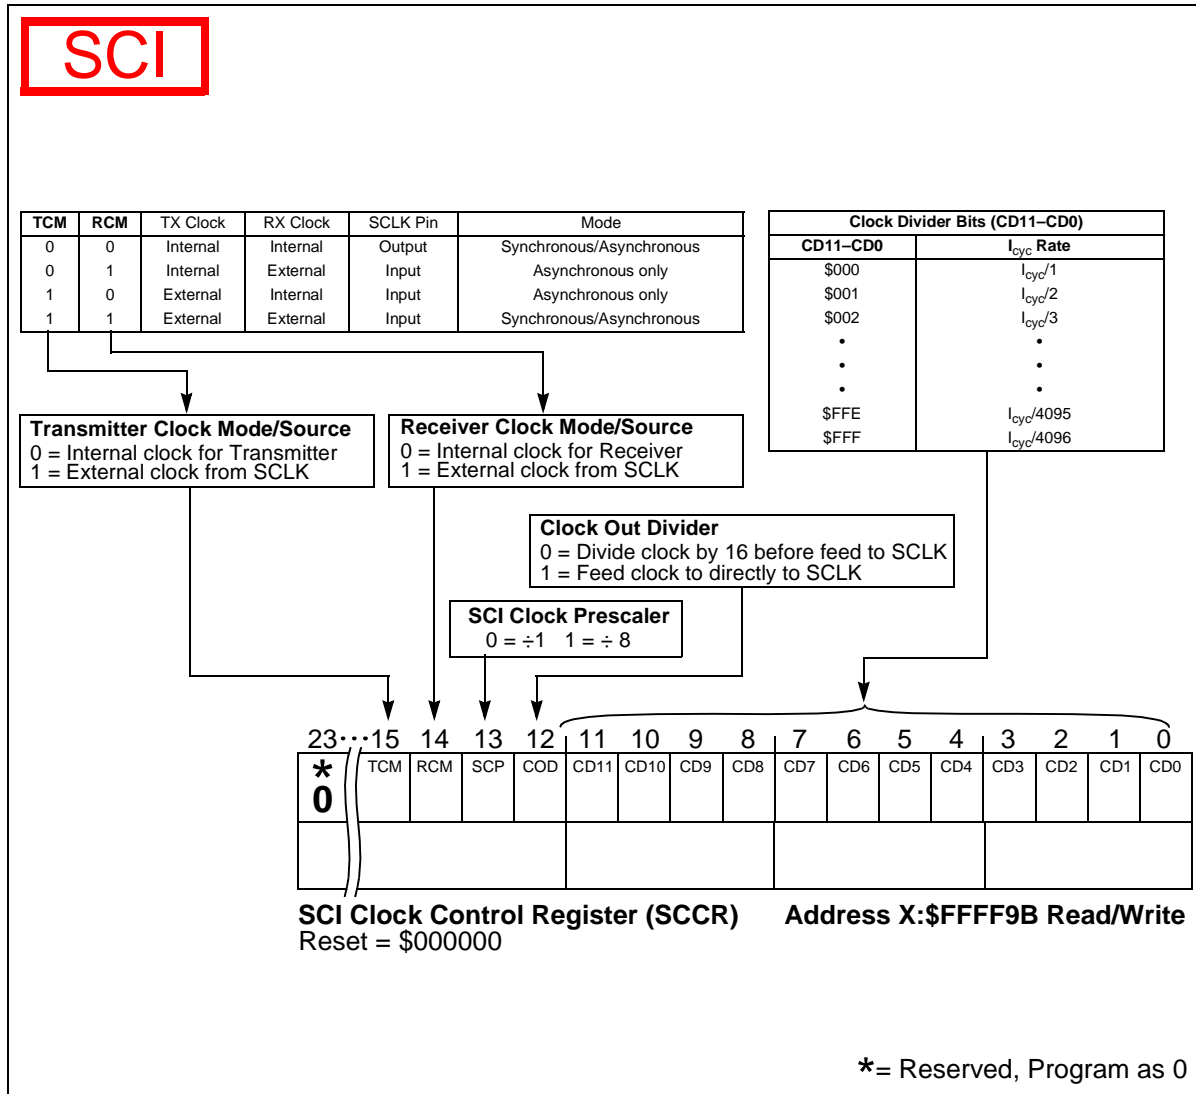 SCI
TCM RCM TX Clock RX Clock SCLK Pin Mode
0 0 Internal Internal Output Synchronous/Asynchronous
0 1 Internal External Input Asynchronous only
1 0 External Internal Input Asynchronous only
1 1 External External Input Synchronous/Asynchronous
Clock Divider Bits (CD11–CD0)
CD11–CD0 Icyc Rate
$000 Icyc/1
$001 Icyc/2
$002 Icyc/3
• •
• •
• •
$FFE Icyc/4095
$FFF Icyc/4096
Transmitter Clock Mode/Source
0 = Internal clock for Transmitter
1 = External clock from SCLK
Receiver Clock Mode/Source
0 = Internal clock for Receiver
1 = External clock from SCLK
Clock Out Divider
0 = Divide clock by 16 before feed to SCLK
1 = Feed clock to directly to SCLK
SCI Clock Prescaler
0 = ÷1 1 = ÷ 8
23···15 14 13 12 11 10 9 8 7 6 5 4 3 2 1 0
* TCM RCM SCP COD CD11 CD10 CD9 CD8 CD7 CD6 CD5 CD4 CD3 CD2 CD1 CD0
0
SCI Clock Control Register (SCCR) Address X:$FFFF9B Read/Write
Reset = $000000
*= Reserved, Program as 0